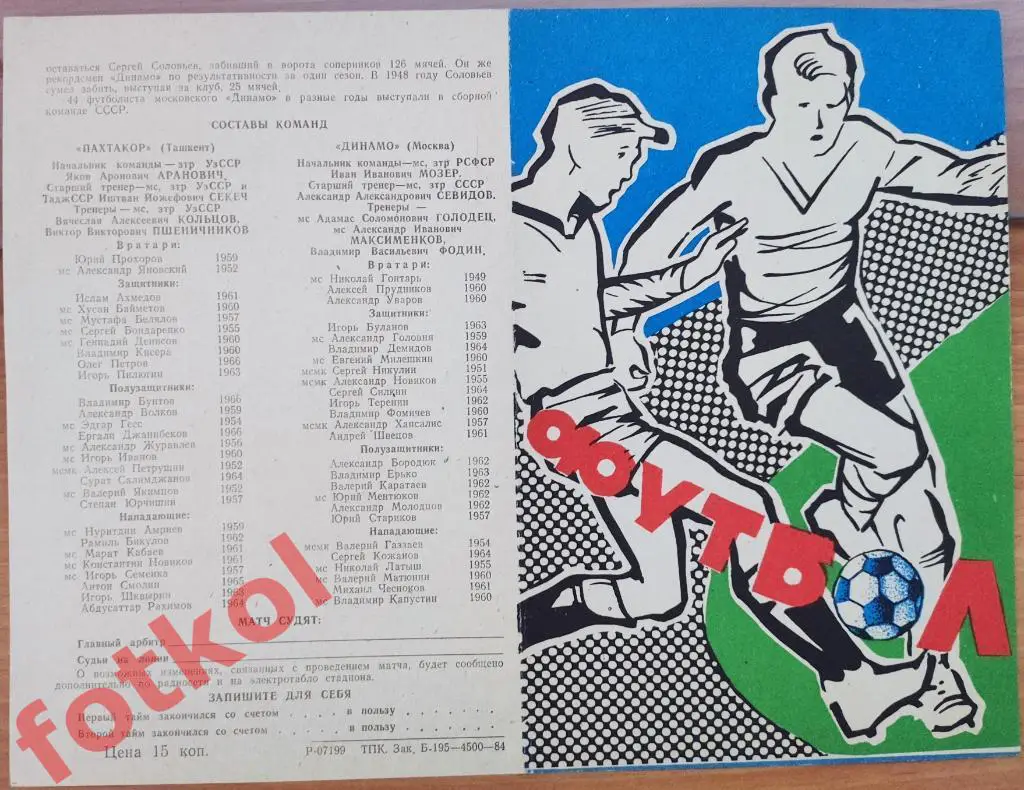 оставаться Сергей Соловьев, забивший в ворота соперников 126 мячей. Он же
рекордсмен «Динамо» по результативности за один сезон. В 1948 году Соловьев
сумел забить, выступая за клуб, 25 мячей.
44 футболиста московского «Динамо» в разные годы выступали в сборной
команде СССР.
СОСТАВЫ КОМАНД
«ПАХТАКОР» (Ташкент)
Начальник команды — зтр УзССР
Яков Аронович АРАНОВИЧ,
Старший тренер—мс, зтр УзССР и
ТаджССР Иштван Йожефович СЕКЕЧ
Тренеры—мс, зтр УзССР
Вячеслав Алексеевич КОЛЬЦОВ,
Виктор Викторович ПШЕНИЧНИКОВ
Вратари:
Юрий Прохоров 1959
мс Александр Яновский 1952
Защитники:
Ислам Ахмедов 1961
мс Хусан Байметов 1960
мс Мустафа Белялов 1957
мс Сергей Бондаренко 1955
мс Геннадий Денисов 1960
Владимир Кисера 1960
Олег Петров 1966
Игорь Пилюгин 1963
Полузащитники:
Владимир Бунтов 1966
Александр Волков 1959
мс Эдгар Гесс 1954
Ергали Джанибеков 1966
мс Александр Журавлев 1956
мс Игорь Иванов 1960
мсмк Алексей Петрушин 1952
Сурат Салимджанов 1964
мс Валерий Якимцов 1952
Степан Юрчишин 1957
Нападающие:
мс Нуритдин Амриев 1959
Рамиль Бикулов 1962
мс Марат Кабаев 1961
мс Константин Новиков 1961
мс Игорь Семенка 1957
Антон Смолин 1965
Игорь Шквырин 1963
Абдусаттар Рахимов 1964
«ДИНАМО» (Москва)
Начальник команды—мс, зтр РСФСР
Иван Иванович МОЗЕР.
Старший тренер—мс, зтр СССР
Александр Александрович СЕВИДОВ.
Тренеры —
мс Адамас Соломонович ГОЛОДЕЦ,
мс Александр Иванович
МАКСИМЕНКОВ,
Владимир Васильевич ФОДИН,
Вратари:
мс Николай Гонтарь 1949
Алексей Прудников 1960
Александр Уваров 1960
Защитники:
Игорь Буланов 1963
мс Александр Головня 1959
Владимир Демидов 1964
мс Евгений Милешкин 1960
мсмк Сергей Никулин 1951
мсмк Александр Новиков 1955
Сергей Силкин 1964
Игорь Теренин 1962
Владимир Фомичев 1960
мсмк Александр Хапсалис 1957
Андрей Швецов 1961
Полузащитники:
Александр Бородюк 1962
Владимир Ерько 1963
Валерий Каратаев 1962
мс Юрий Ментюков 1962
Александр Молодцов 1962
Юрий Стариков 1957
Нападающие:
мсмк Валерий Газзаев 1954
Сергей Кожанов 1964
мс Николай Латыш 1955
мс Валерий Матюнин 1960
Михаил Чесноков 1961
мс Владимир Капустин 1960
МАТЧ СУДЯТ:
Главный арбитр
Судьи на линии
О возможных изменениях, связанных с проведением матча, будет сообщено
дополнительно по радиосети и на электротабло стадиона.
ЗАПИШИТЕ ДЛЯ СЕБЯ
Первый тайм закончился со счетом . . . . в пользу . . . . .
Второй тайм закончился со счетом . . . . в пользу . . . . .
Цена 15 коп.
Р-07199 ТПК. Зак, Б-195—4500—84
ФУТБОЛ
fotkol